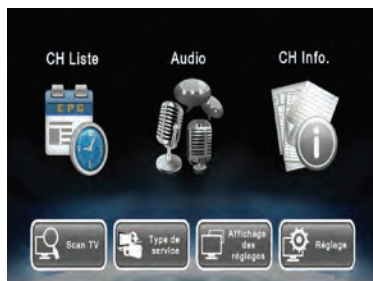 CH Liste
Audio
CH Info.
EPG
Scan TV
Type de
service
Affichage
des
réglages
Réglage